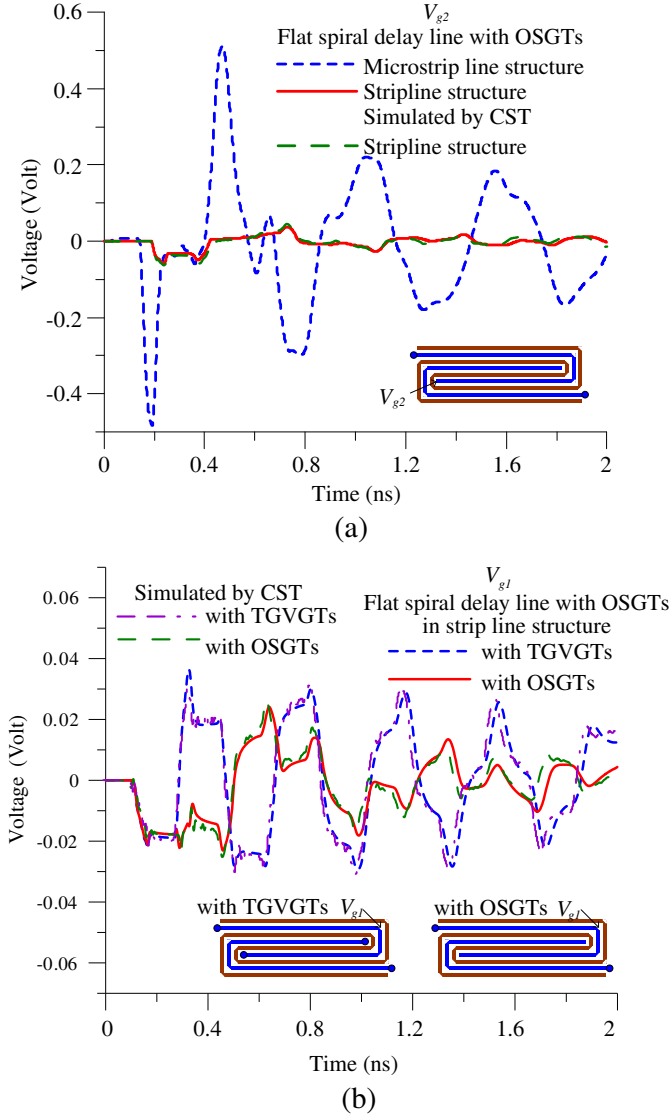 V_g2
Flat spiral delay line with OSGTs
Microstrip line structure
Stripline structure
Simulated by CST
Stripline structure
Voltage (Volt)
0.6
0.4
0.2
0
-0.2
-0.4
V_g2
0
0.4
0.8
1.2
1.6
2
Time (ns)
(a)
V_g1
Simulated by CST
with TGVGTs
with OSGTs
Flat spiral delay line with OSGTs
in strip line structure
with TGVGTs
with OSGTs
Voltage (Volt)
0.06
0.04
0.02
0
-0.02
-0.04
-0.06
with TGVGTs V_g1
with OSGTs V_g1
0
0.4
0.8
1.2
1.6
2
Time (ns)
(b)